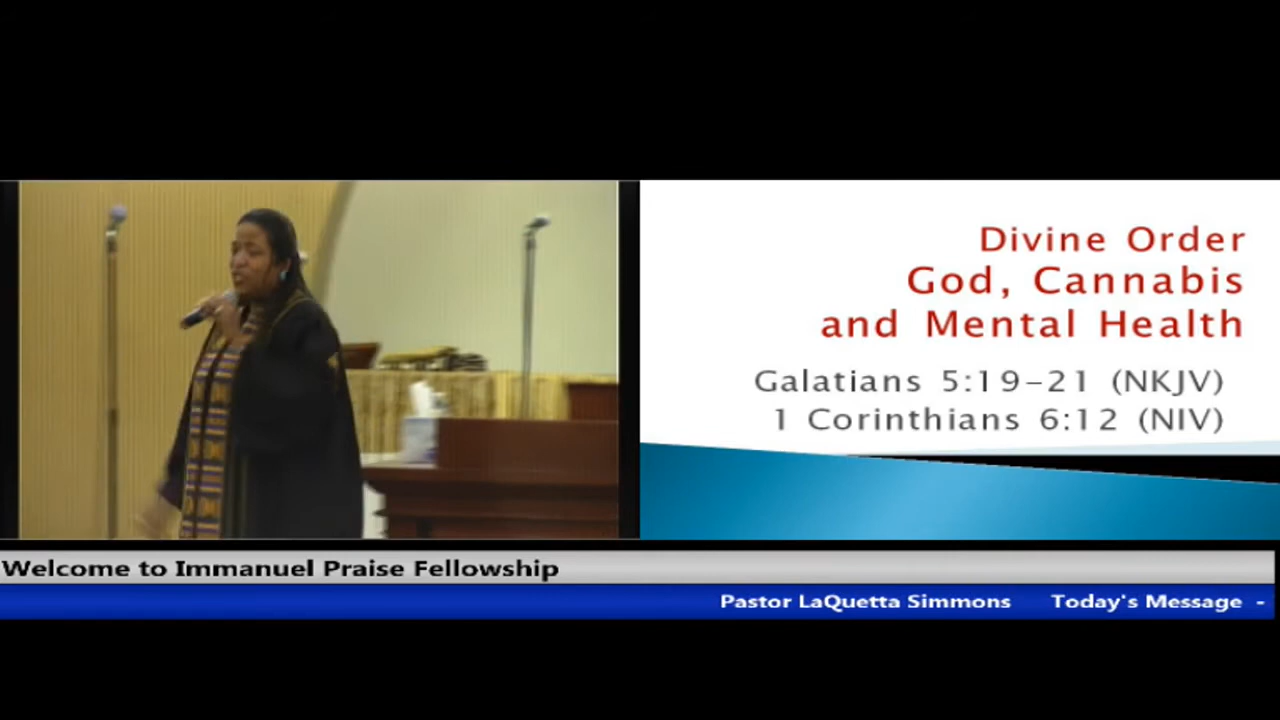 Divine Order
God, Cannabis
and Mental Health
Galatians 5:19-21 (NKJV)
1 Corinthians 6:12 (NIV)
Welcome to Immanuel Praise Fellowship
Pastor LaQuetta Simmons Today's Message -